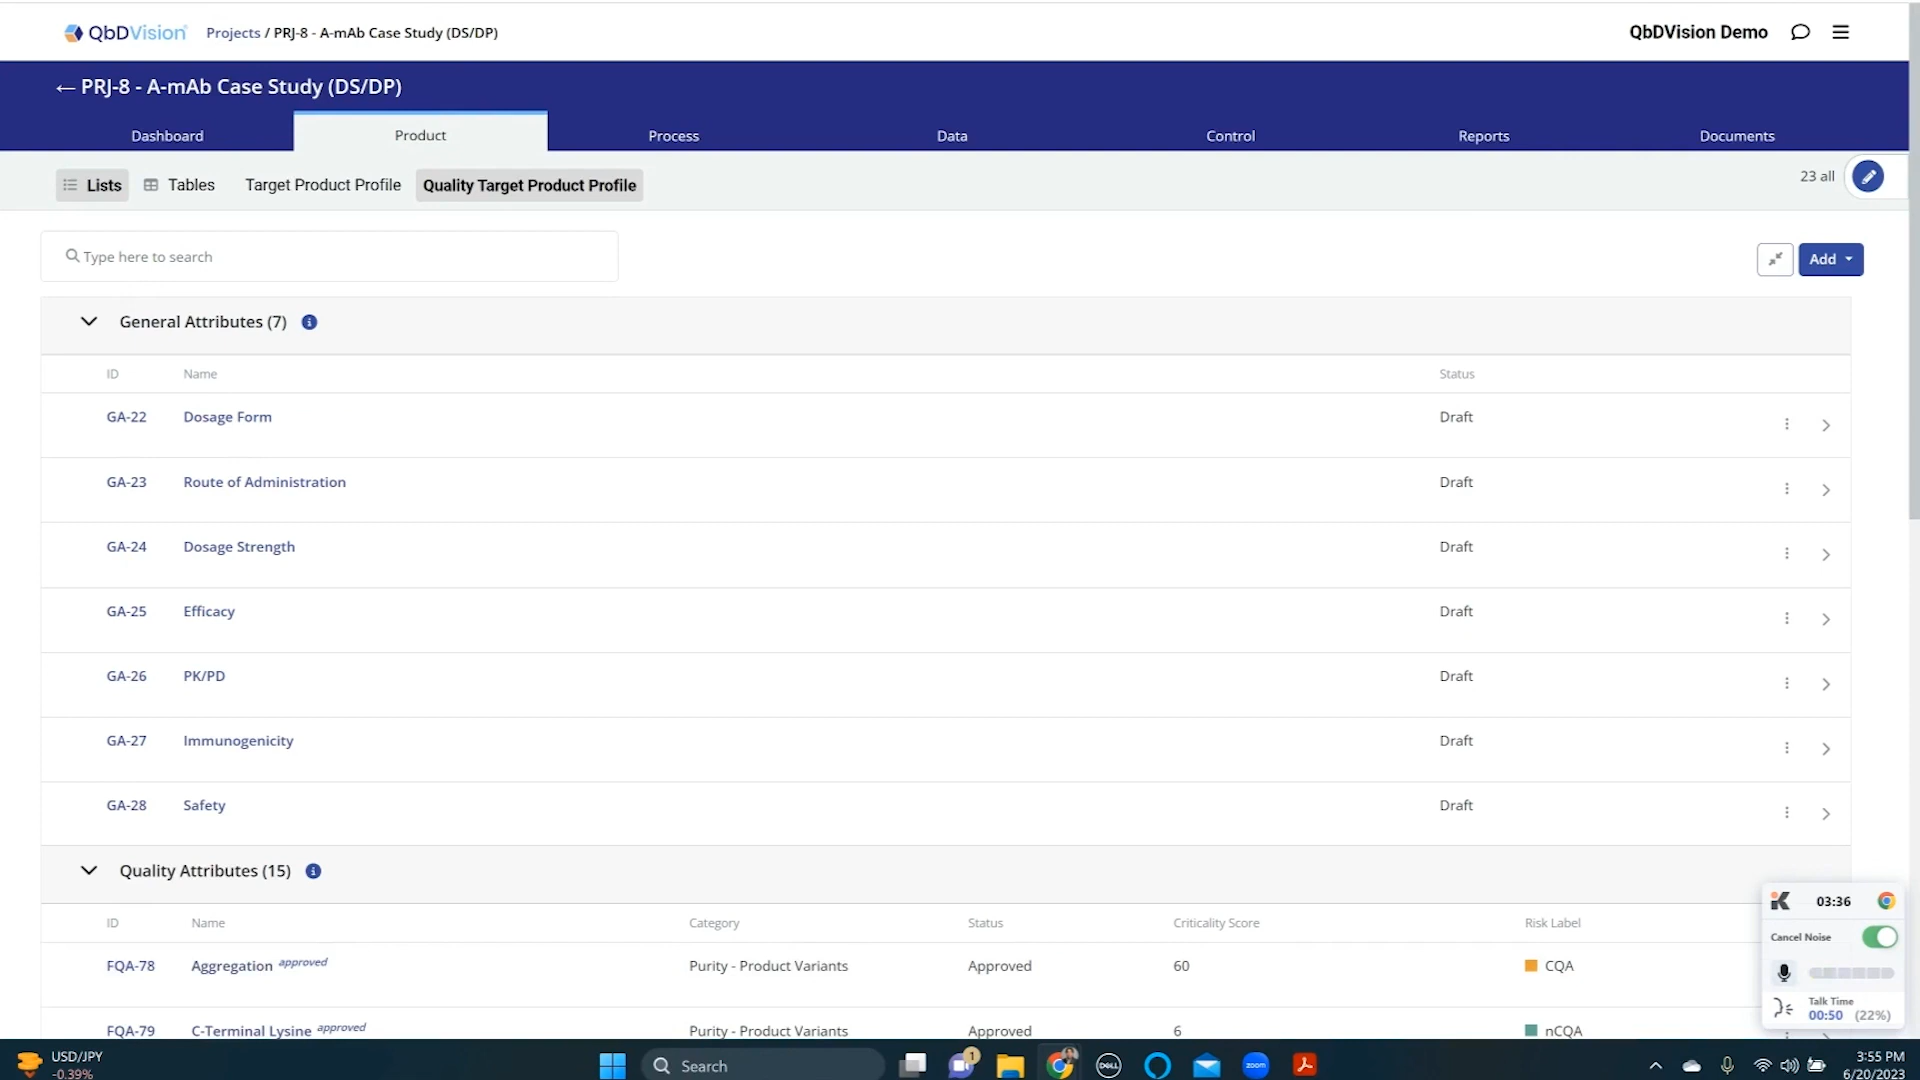 QbDVision Projects / PRJ-8 - A-mAb Case Study (DS/DP) QbDVision Demo
← PRJ-8 - A-mAb Case Study (DS/DP)
Dashboard Product Process Data Control Reports Documents
Lists Tables Target Product Profile Quality Target Product Profile 23 all
Type here to search
Add
General Attributes (7)
ID Name Status
GA-22 Dosage Form Draft
GA-23 Route of Administration Draft
GA-24 Dosage Strength Draft
GA-25 Efficacy Draft
GA-26 PK/PD Draft
GA-27 Immunogenicity Draft
GA-28 Safety Draft
Quality Attributes (15)
ID Name Category Status Criticality Score Risk Label
FQA-78 Aggregation approved Purity - Product Variants Approved 60 CQA
FQA-79 C-Terminal Lysine approved Purity - Product Variants Approved 6 nCQA
03:36
Cancel Noise
Talk Time
00:50 (22%)
USD/JPY
-0.39%
Search
1
DELL
zoom
3:55 PM
6/20/2023